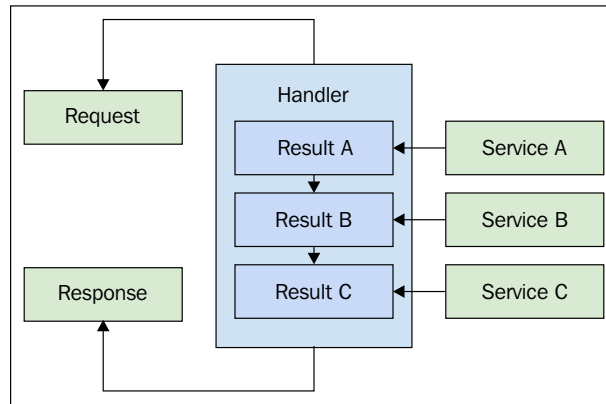 Handler
Request
Result A
Service A
Result B
Service B
Response
Result C
Service C